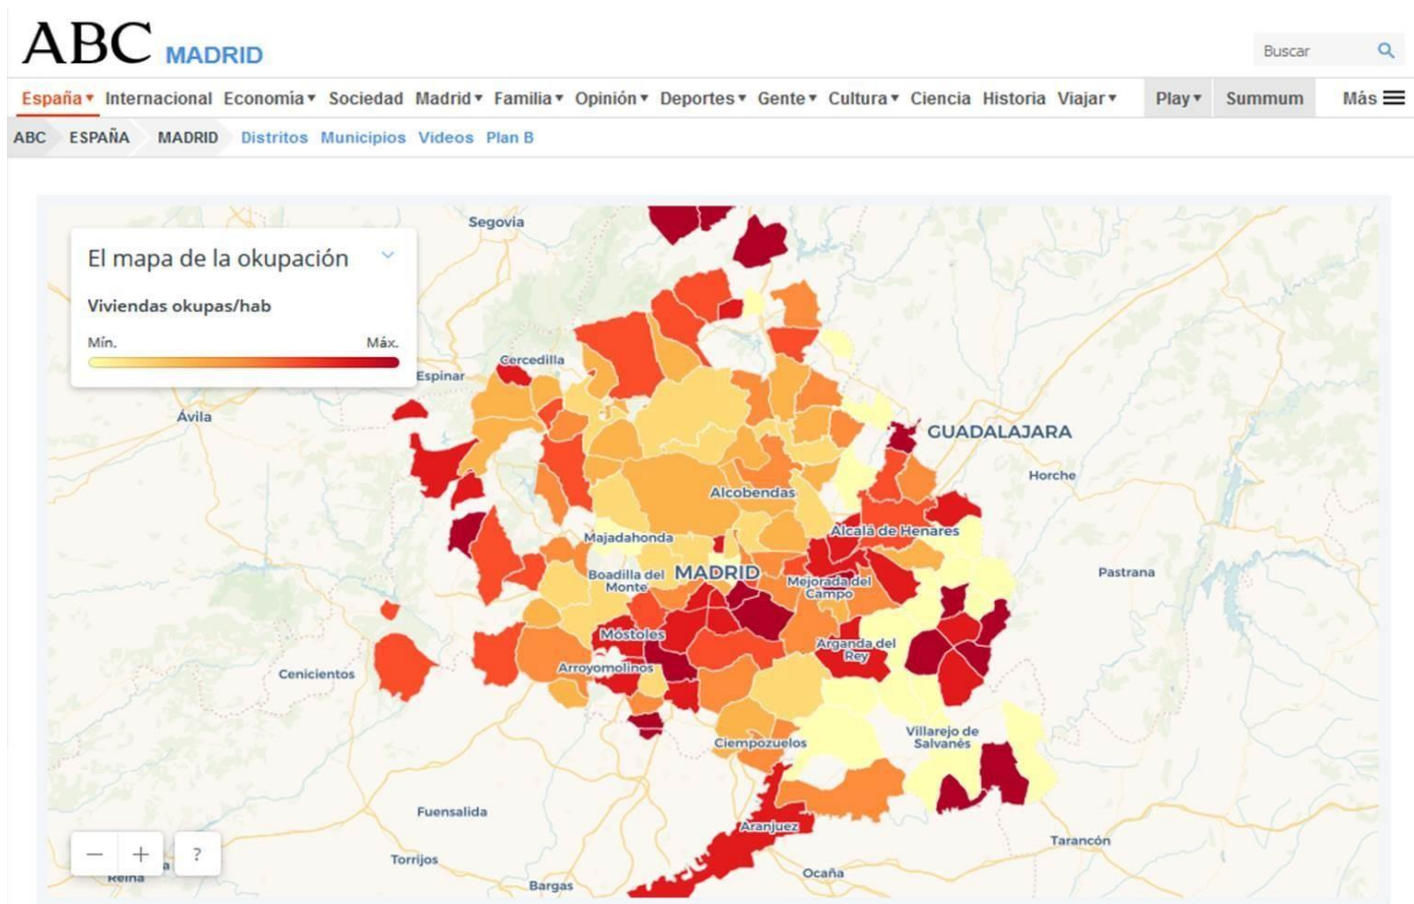 ABC MADRID
Buscar
España Internacional Economía Sociedad Madrid Familia Opinión Deportes Gente Cultura Ciencia Historia Viajar Play Summum Más
ABC ESPAÑA MADRID Distritos Municipios Videos Plan B
El mapa de la okupación
Viviendas okupas/hab
Mín. Máx.
Segovia
Cercedilla
Espinar
Ávila
GUADALAJARA
Horche
Alcobendas
Alcalá de Henares
Majadahonda
Boadilla del
Monte
MADRID
Mejorada del
Campo
Pastrana
Móstoles
Arganda del
Rey
Arroyomolinos
Cenicientos
Villarejo de
Salvanés
Ciempozuelos
Fuensalida
Aranjuez
Tarancón
Torrijos
Ocaña
Bargas
− + ?